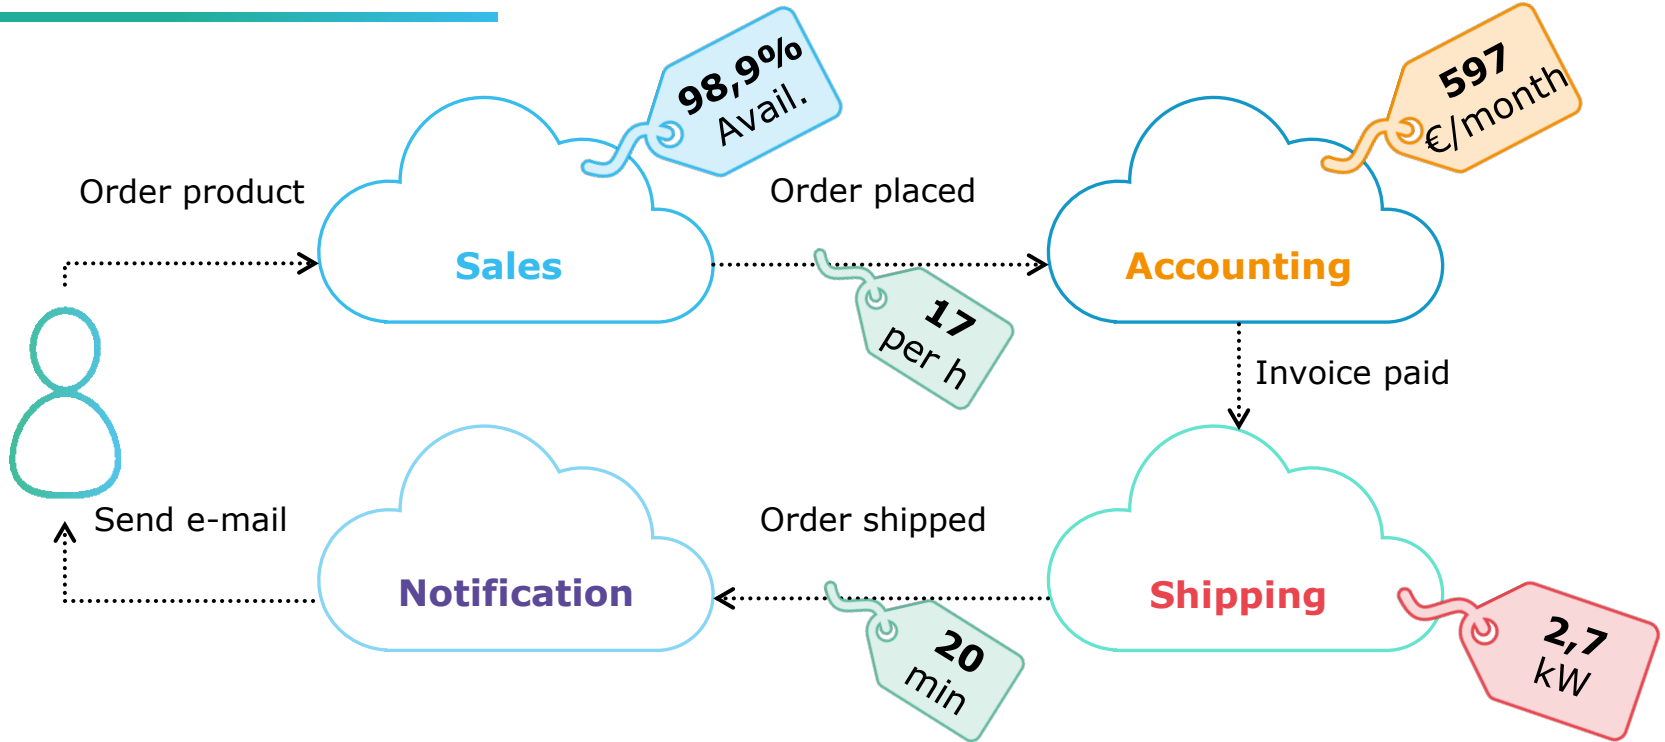 98,9%
Avail.
597
€/month
Order product
Order placed
Sales
Accounting
17
per h
Invoice paid
Send e-mail
Order shipped
Notification
Shipping
20
min
2,7
kW